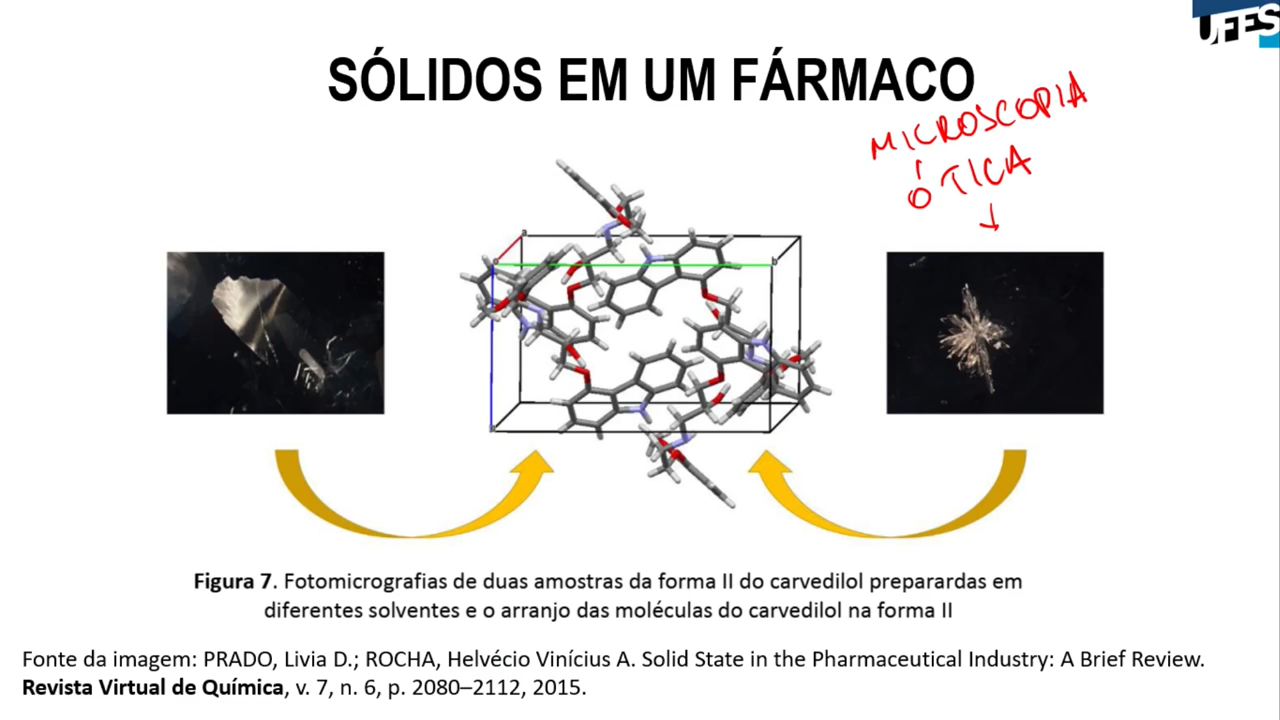 UFES
SÓLIDOS EM UM FÁRMACO
MICROSCOPIA
ÓTICA
a
o
b
c
Figura 7. Fotomicrografias de duas amostras da forma II do carvedilol preparardas em
diferentes solventes e o arranjo das moléculas do carvedilol na forma II
Fonte da imagem: PRADO, Livia D.; ROCHA, Helvécio Vinícius A. Solid State in the Pharmaceutical Industry: A Brief Review.
Revista Virtual de Química, v. 7, n. 6, p. 2080–2112, 2015.